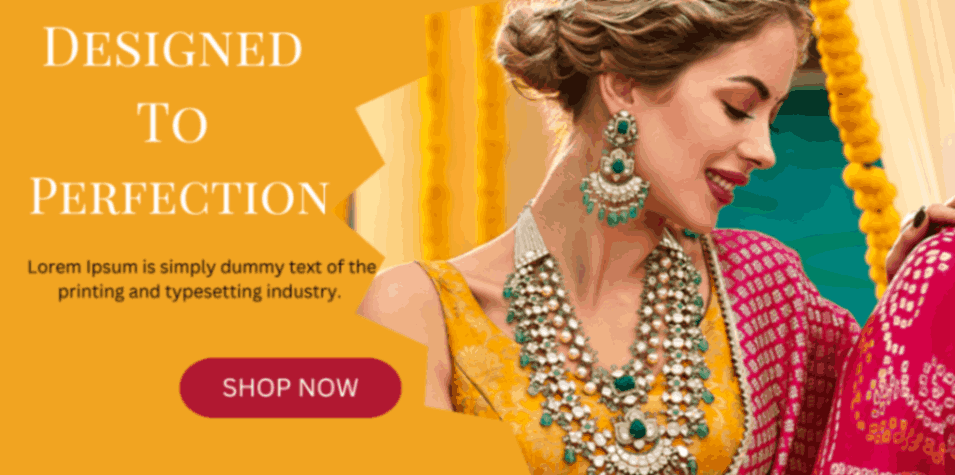 DESIGNED
TO
PERFECTION
Lorem Ipsum is simply dummy text of the
printing and typesetting industry.
SHOP NOW